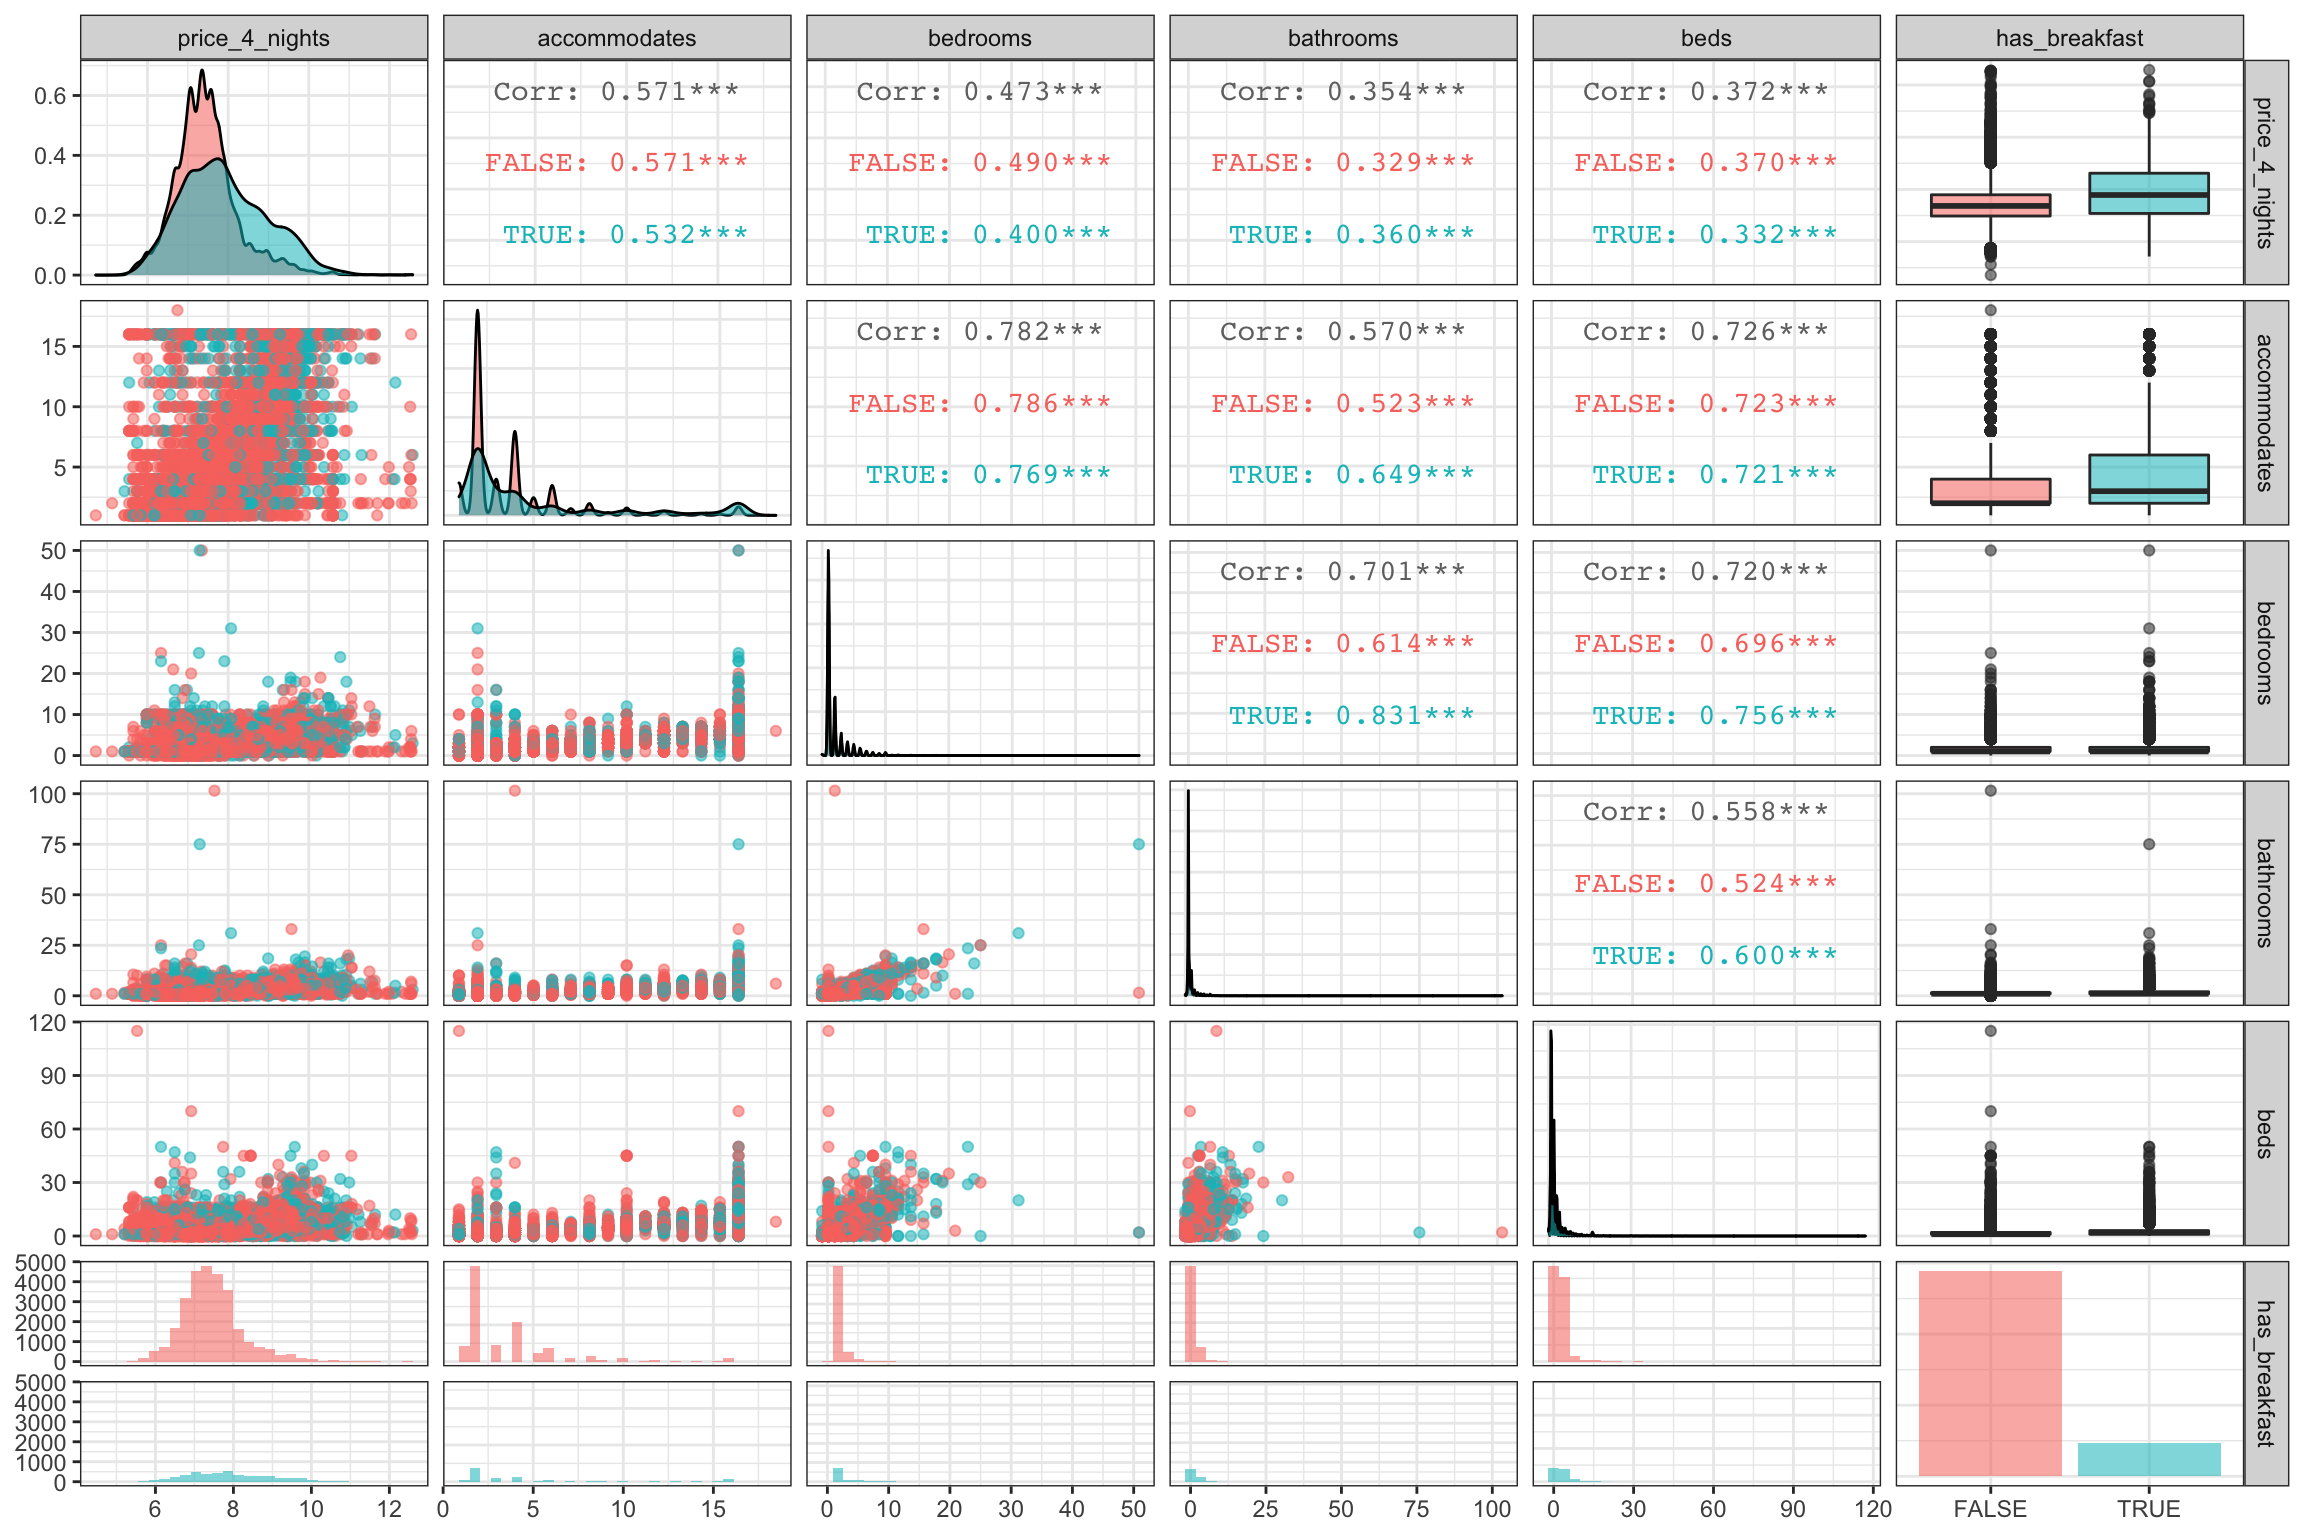 price_4_nights accommodates bedrooms bathrooms beds has_breakfast
0.6
0.4
0.2
0.0
Corr: 0.571***
FALSE: 0.571***
TRUE: 0.532***
Corr: 0.473***
FALSE: 0.490***
TRUE: 0.400***
Corr: 0.354***
FALSE: 0.329***
TRUE: 0.360***
Corr: 0.372***
FALSE: 0.370***
TRUE: 0.332***
price_4_nights
15
10
5
Corr: 0.782***
FALSE: 0.786***
TRUE: 0.769***
Corr: 0.570***
FALSE: 0.523***
TRUE: 0.649***
Corr: 0.726***
FALSE: 0.723***
TRUE: 0.721***
accommodates
50
40
30
20
10
0
Corr: 0.701***
FALSE: 0.614***
TRUE: 0.831***
Corr: 0.720***
FALSE: 0.696***
TRUE: 0.756***
bedrooms
100
75
50
25
0
Corr: 0.558***
FALSE: 0.524***
TRUE: 0.600***
bathrooms
120
90
60
30
0
beds
5000
4000
3000
2000
1000
0
5000
4000
3000
2000
1000
0
has_breakfast
6 8 10 12
0 5 10 15
0 10 20 30 40 50
0 25 50 75 100
0 30 60 90 120
FALSE TRUE